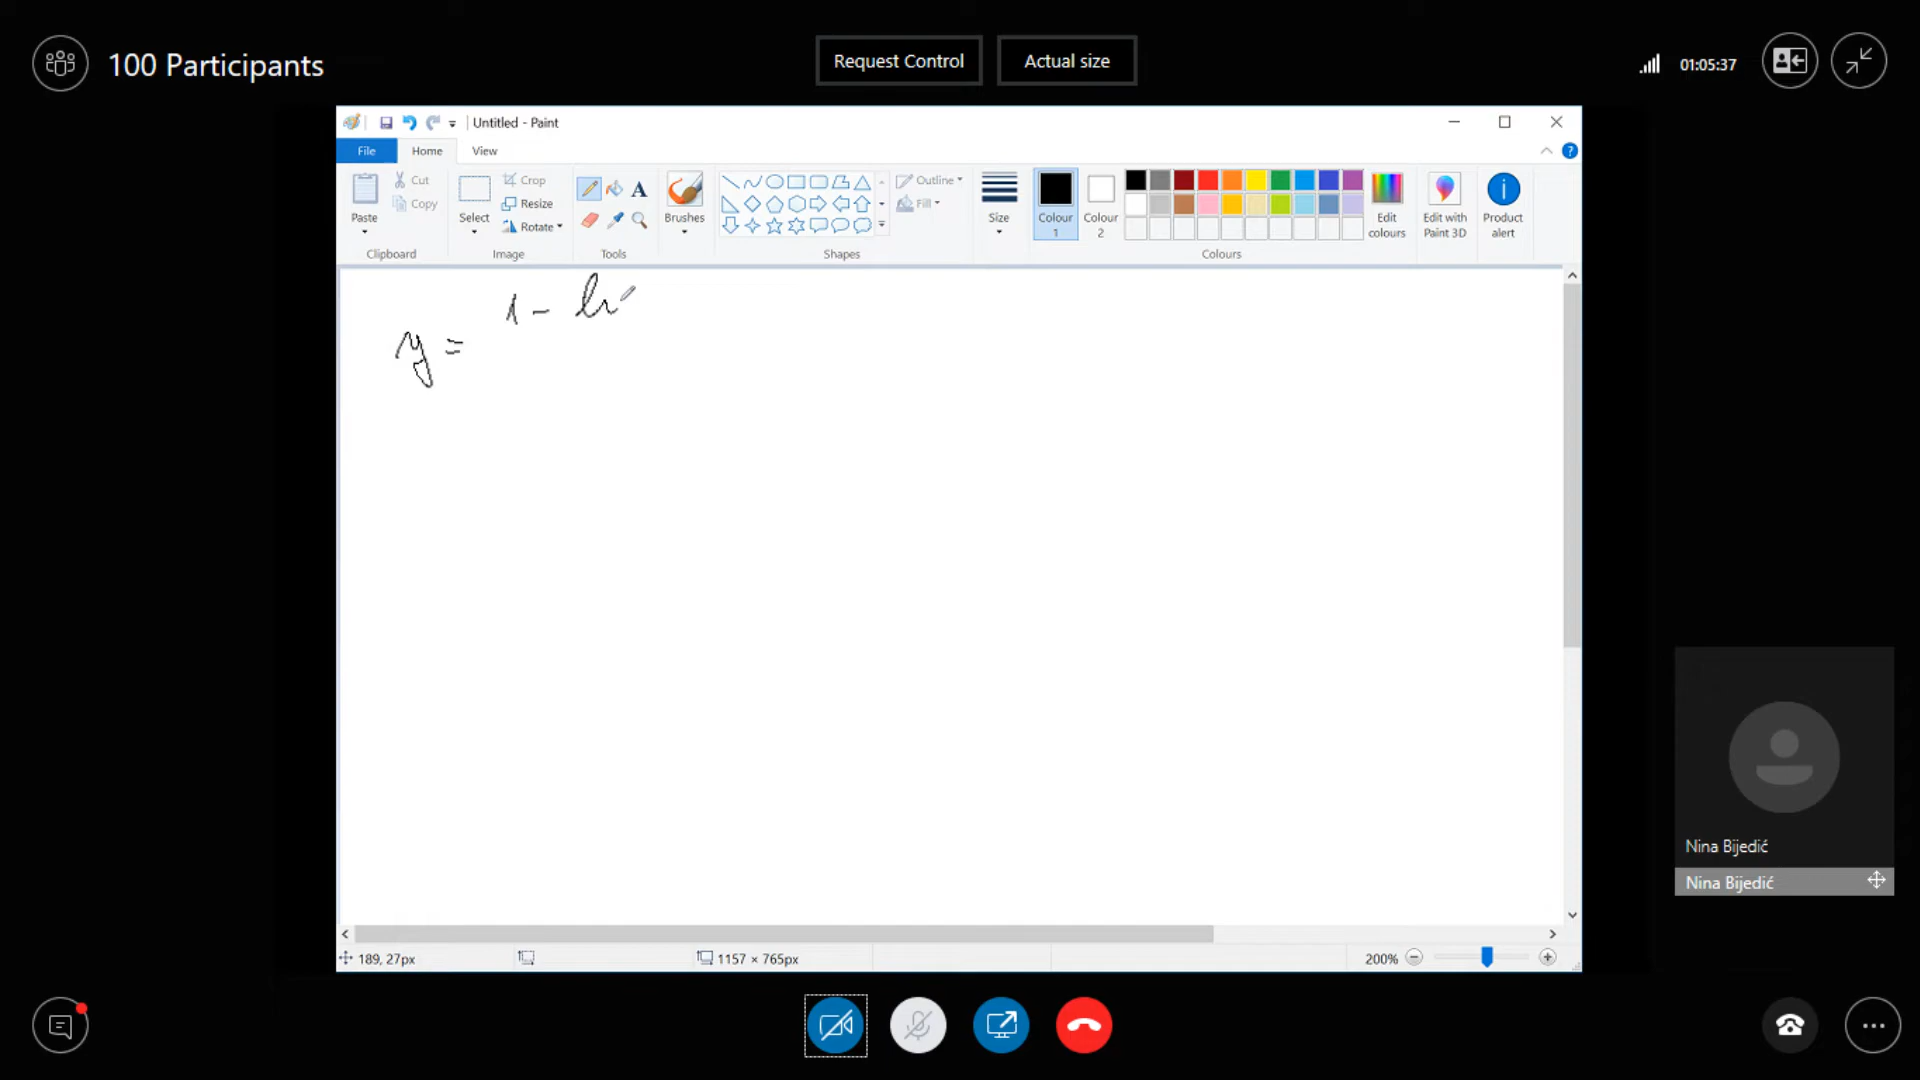 100 Participants
Request Control
Actual size
01:05:37
Untitled - Paint
File
Home
View
Paste
Cut
Copy
Clipboard
Select
Crop
Resize
Rotate
Image
A
Tools
Brushes
Outline
Fill
Shapes
Size
Colour 1
Colour 2
Edit colours
Edit with Paint 3D
Product alert
Colours
1 - ln
y =
189, 27px
1157 × 765px
200%
Nina Bijedić
Nina Bijedić